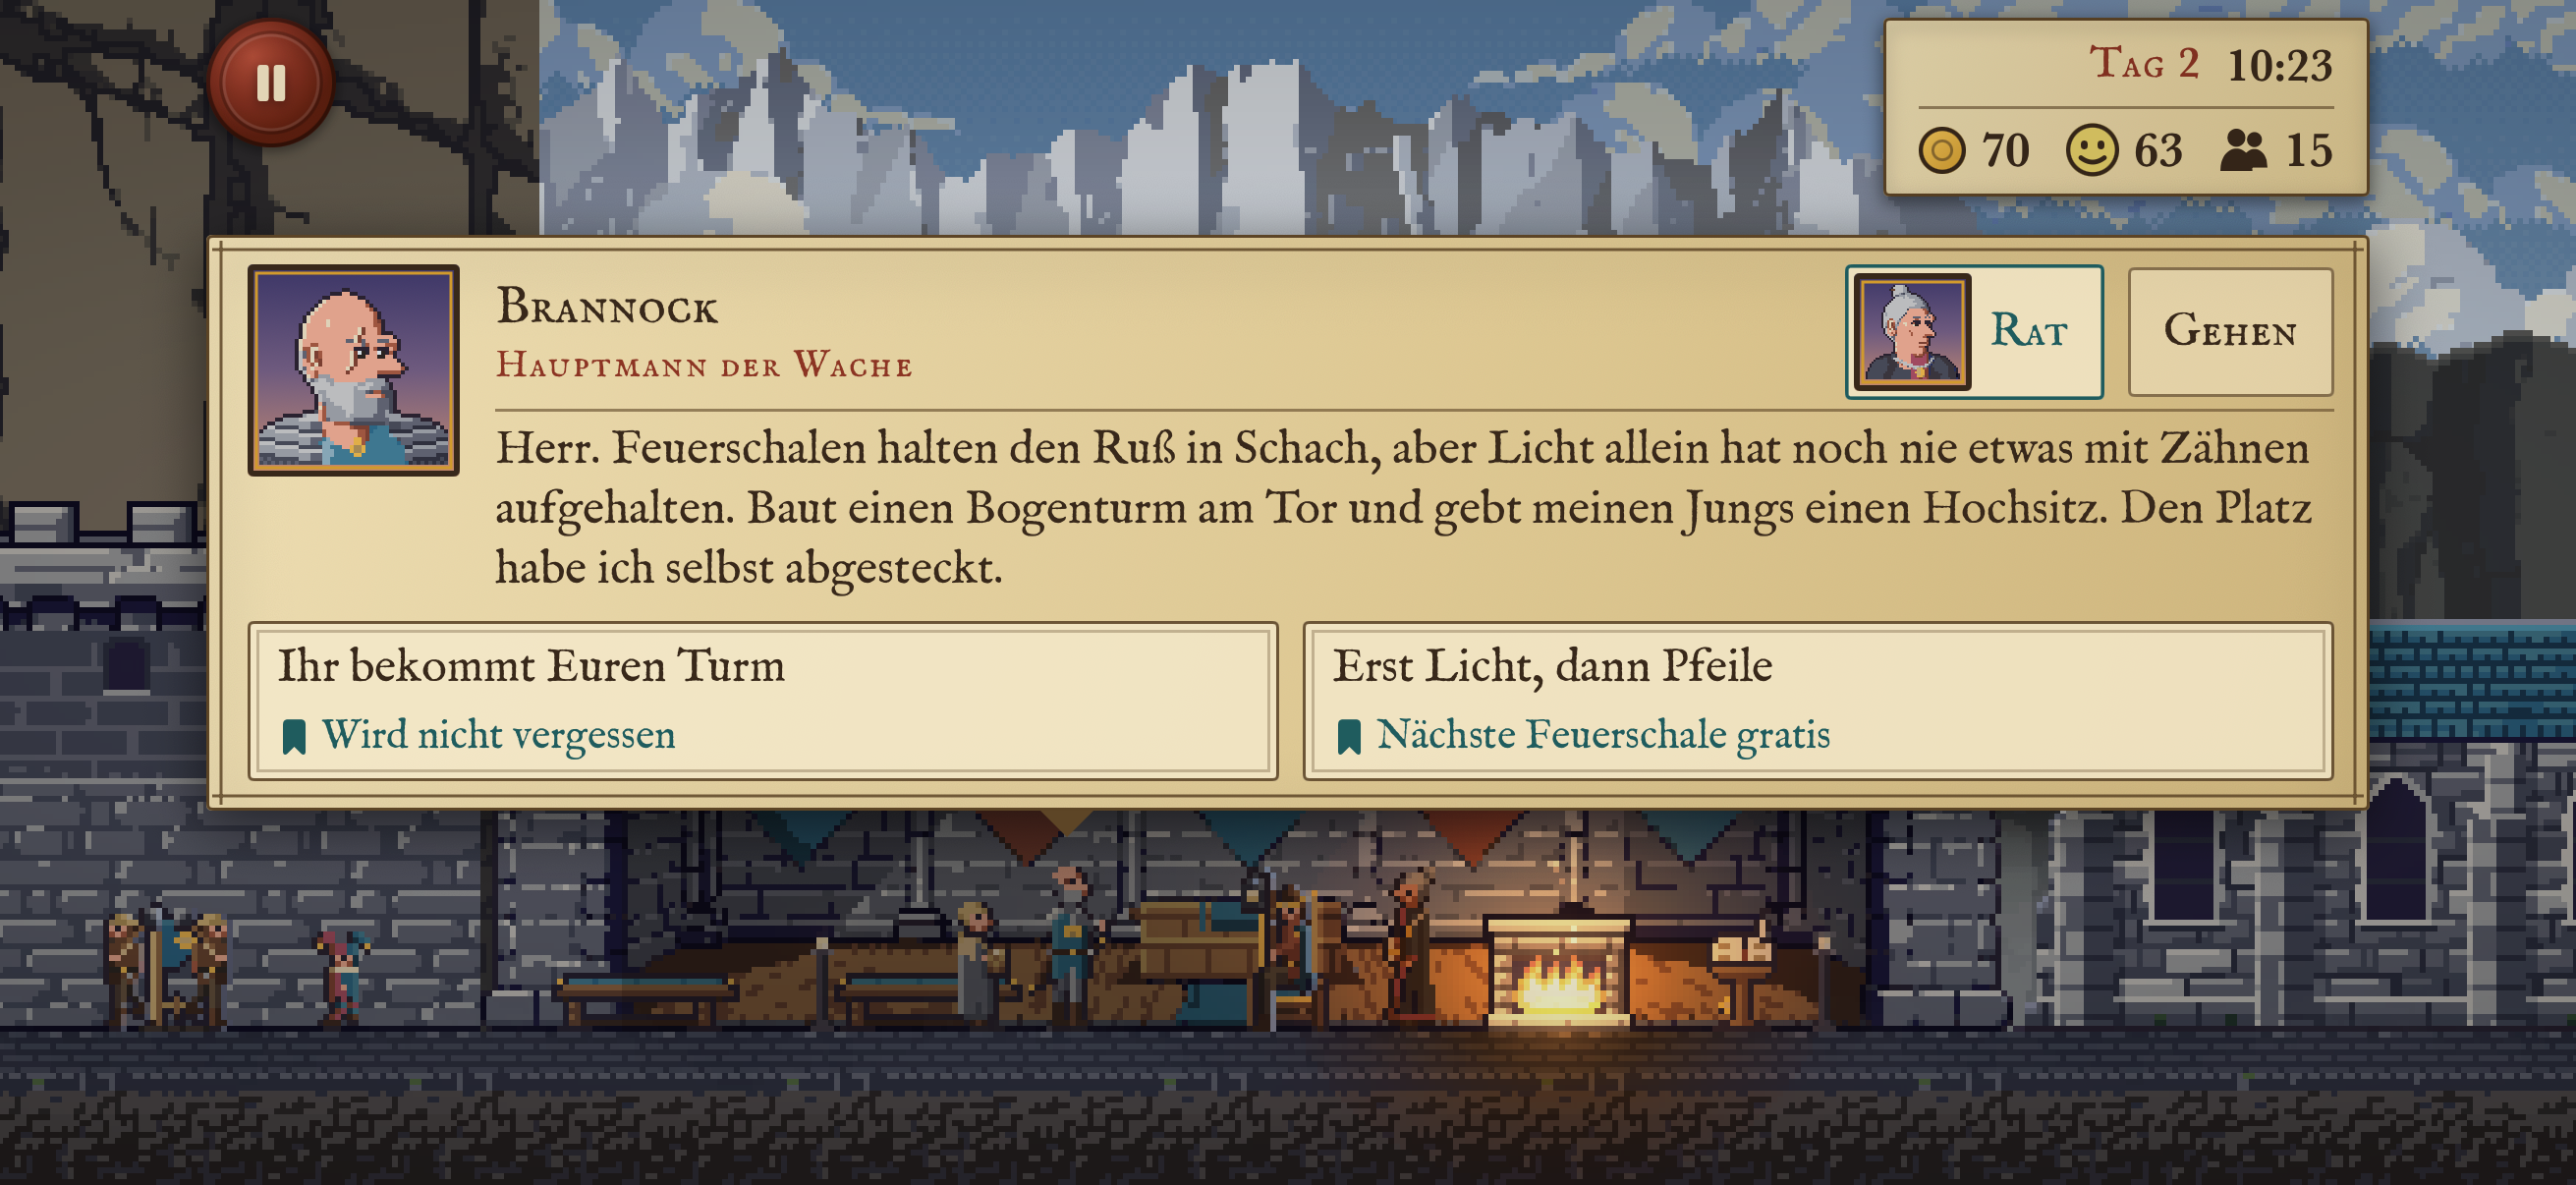 Tag 2 10:23
70 63 15
Brannock
Hauptmann der Wache
Rat
Gehen
Herr. Feuerschalen halten den Ruß in Schach, aber Licht allein hat noch nie etwas mit Zähnen
aufgehalten. Baut einen Bogenturm am Tor und gebt meinen Jungs einen Hochsitz. Den Platz
habe ich selbst abgesteckt.
Ihr bekommt Euren Turm
Wird nicht vergessen
Erst Licht, dann Pfeile
Nächste Feuerschale gratis